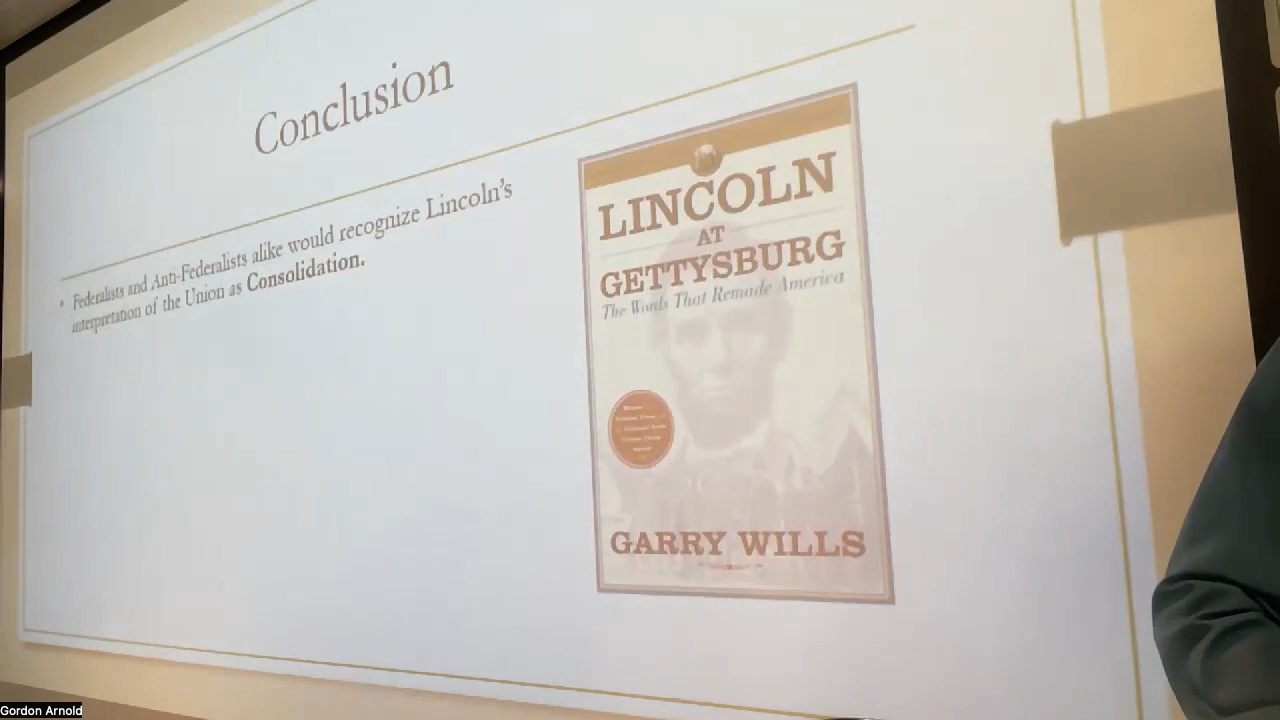 Conclusion
• Federalists and Anti-Federalists alike would recognize Lincoln's
interpretation of the Union as Consolidation.
LINCOLN
AT
GETTYSBURG
The Words That Remade America
GARRY WILLS
Gordon Arnold